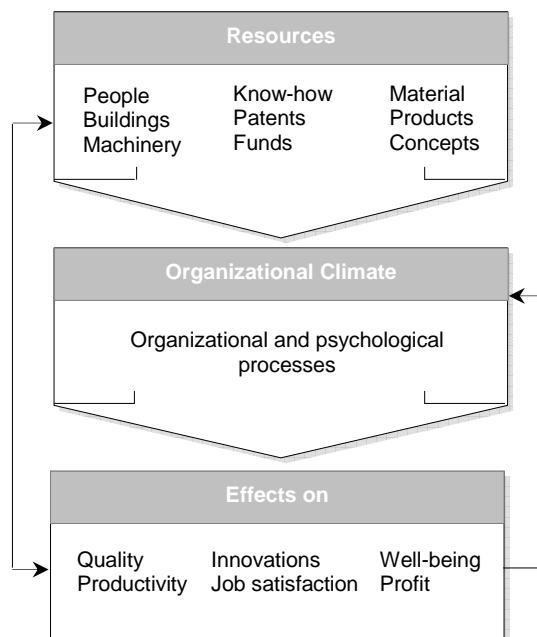 Resources
People Know-how Material
Buildings Patents Products
Machinery Funds Concepts
Organizational Climate
Organizational and psychological
processes
Effects on
Quality Innovations Well-being
Productivity Job satisfaction Profit